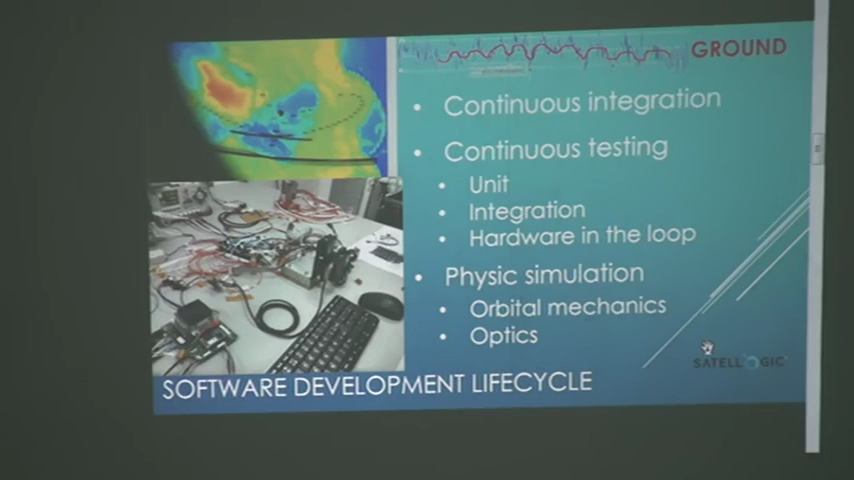 GROUND
• Continuous integration
• Continuous testing
• Unit
• Integration
• Hardware in the loop
• Physic simulation
• Orbital mechanics
• Optics
SATELLOGIC
SOFTWARE DEVELOPMENT LIFECYCLE